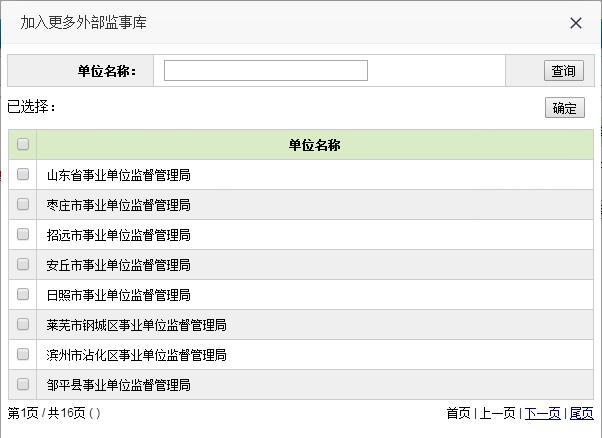 加入更多外部监事库
单位名称： 查询
已选择： 确定
单位名称
山东省事业单位监督管理局
枣庄市事业单位监督管理局
招远市事业单位监督管理局
安丘市事业单位监督管理局
日照市事业单位监督管理局
莱芜市钢城区事业单位监督管理局
滨州市沾化区事业单位监督管理局
邹平县事业单位监督管理局
第1页 / 共16页 ( ) 首页 | 上一页 | 下一页 | 尾页